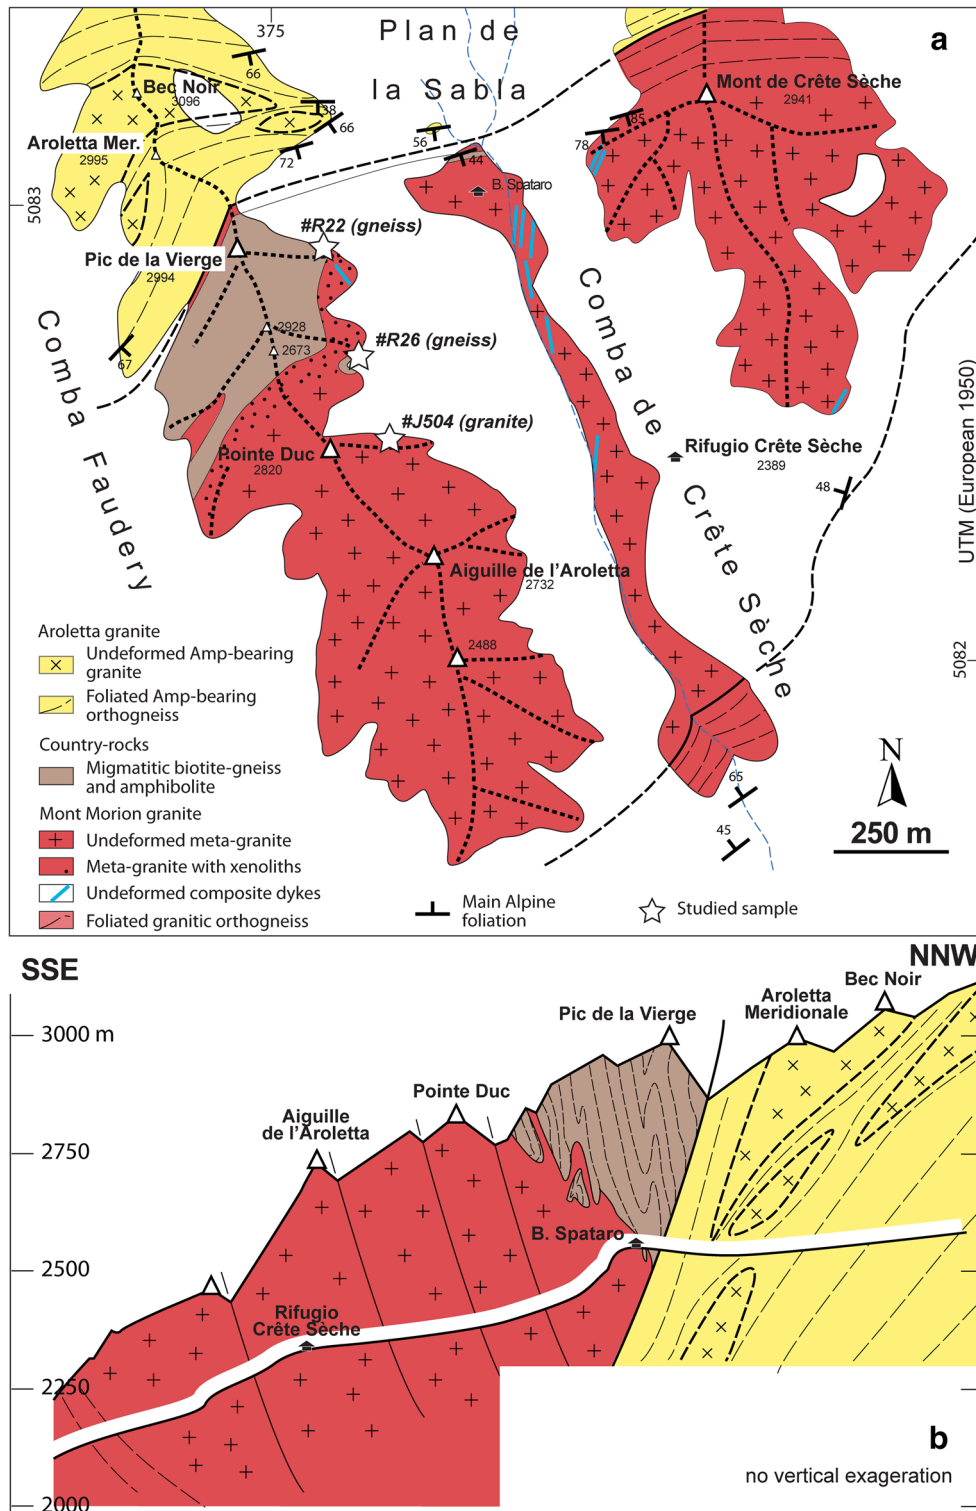 375
Plan de
la Sabla
a
66
Bec Noir
3096
38
66
Mont de Crête Sèche
2941
85
78
Aroletta Mer.
2995
72
56
44
B. Spataro
5083
#R22 (gneiss)
Pic de la Vierge
2994
Comba Faudery
2928
2673
#R26 (gneiss)
67
Comba de Crête Sèche
#J504 (granite)
Pointe Duc
2820
Rifugio Crête Sèche
2389
48
UTM (European 1950)
Aiguille de l'Aroletta
2732
2488
5082
Aroletta granite
Undeformed Amp-bearing
granite
Foliated Amp-bearing
orthogneiss
Country-rocks
Migmatitic biotite-gneiss
and amphibolite
Mont Morion granite
Undeformed meta-granite
Meta-granite with xenoliths
Undeformed composite dykes
Foliated granitic orthogneiss
Main Alpine
foliation
Studied sample
65
45
N
250 m
SSE
NNW
Bec Noir
Aroletta
Meridionale
Pic de la Vierge
3000 m
Pointe Duc
Aiguille
de l'Aroletta
2750
B. Spataro
2500
Rifugio
Crête Sèche
2250
b
no vertical exageration
2000